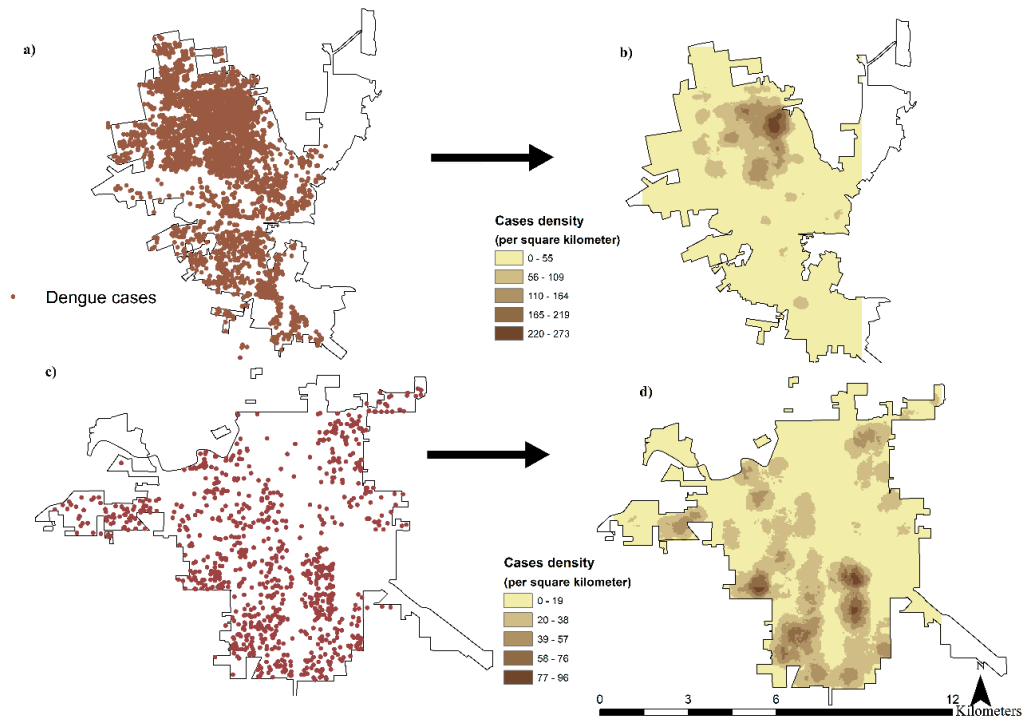 a)
b)
Cases density
(per square kilometer)
0 - 55
56 - 109
110 - 164
165 - 219
220 - 273
Dengue cases
c)
d)
Cases density
(per square kilometer)
0 - 19
20 - 38
39 - 57
58 - 76
77 - 96
N
0 3 6 12
Kilometers